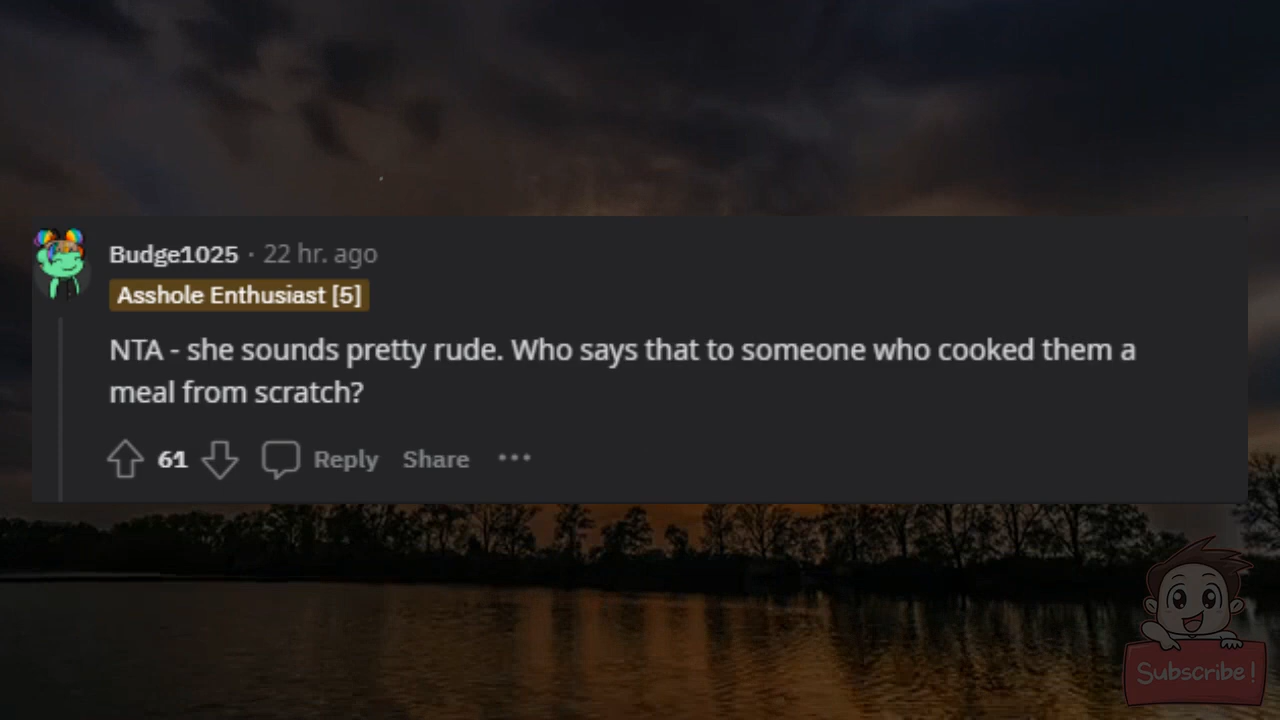 Budge1025 · 22 hr. ago
Asshole Enthusiast [5]
NTA - she sounds pretty rude. Who says that to someone who cooked them a
meal from scratch?
61 Reply Share ···
Subscribe!